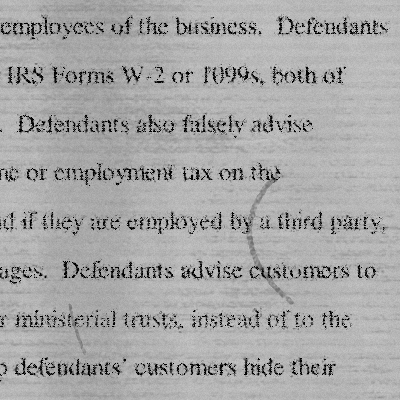 employees of the business. Defendants
IRS Forms W-2 or 1099s, both of
. Defendants also falsely advise
or employment tax on the
if they are employed by a third party,
Defendants advise customers to
ministerial trusts, instead of to the
defendants' customers hide their